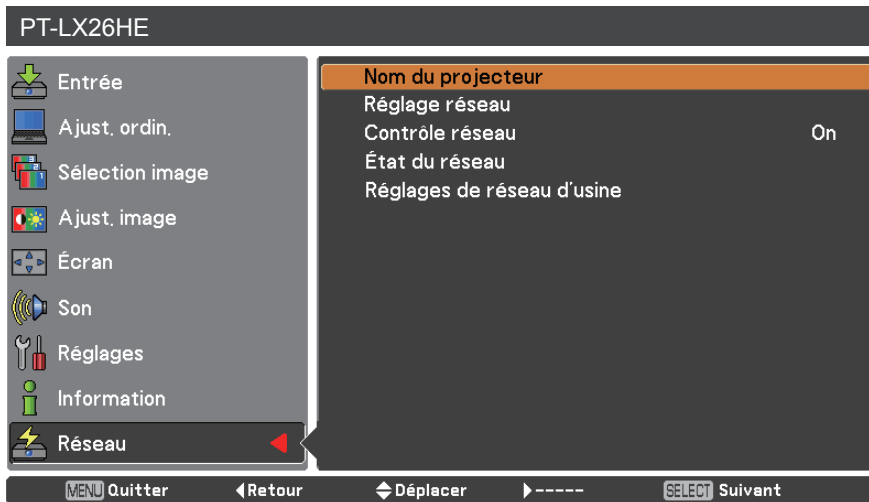 PT-LX26HE
Entrée
Ajust. ordin.
Sélection image
Ajust. image
Écran
Son
Réglages
Information
Réseau
Nom du projecteur
Réglage réseau
Contrôle réseau On
État du réseau
Réglages de réseau d'usine
MENU Quitter ◀Retour ◆Déplacer ▶----- SELECT Suivant